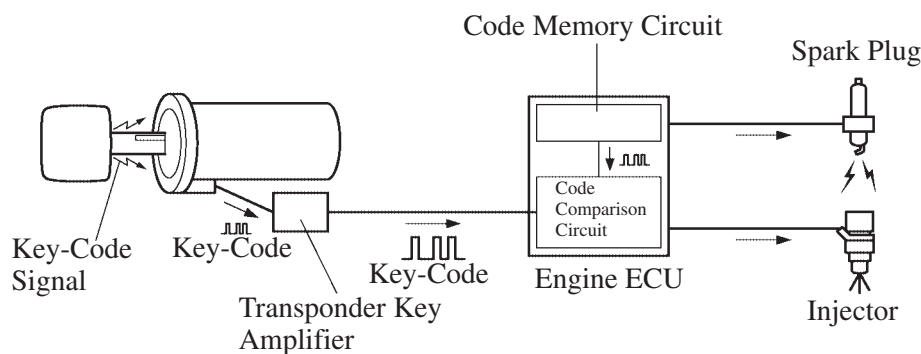 Code Memory Circuit
Spark Plug
Code
Comparison
Circuit
Key-Code
Signal
Key-Code
Key-Code
Engine ECU
Injector
Transponder Key
Amplifier